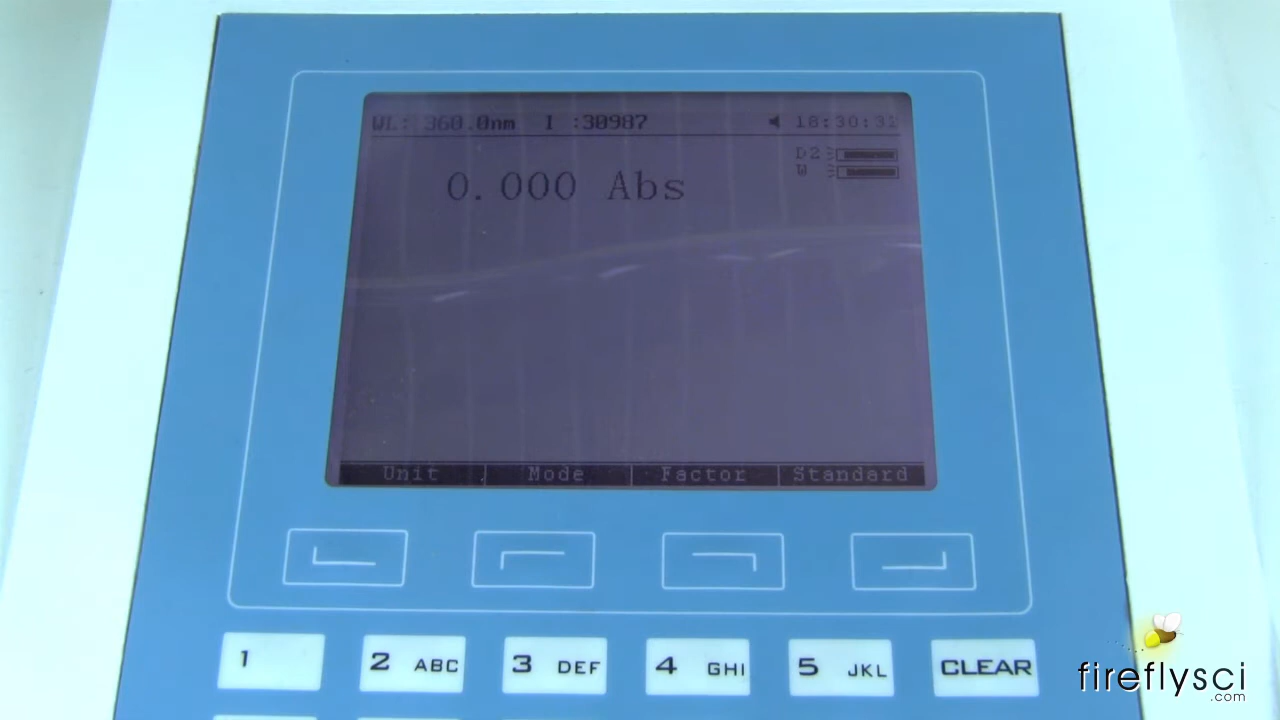 WL: 360.0nm I :30987 18:30:32
D2
W
0.000 Abs
Unit Mode Factor Standard
1 2 ABC 3 DEF 4 GHI 5 JKL CLEAR
fireflysci
.com